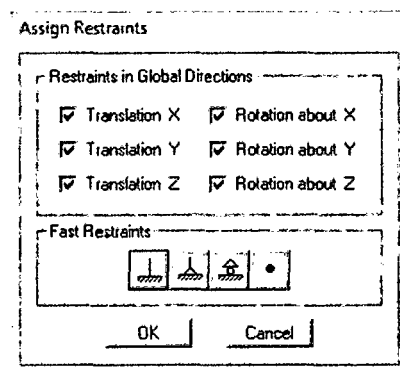 Assign Restraints
Restraints in Global Directions
Translation X Rotation about X
Translation Y Rotation about Y
Translation Z Rotation about Z
Fast Restraints
OK Cancel